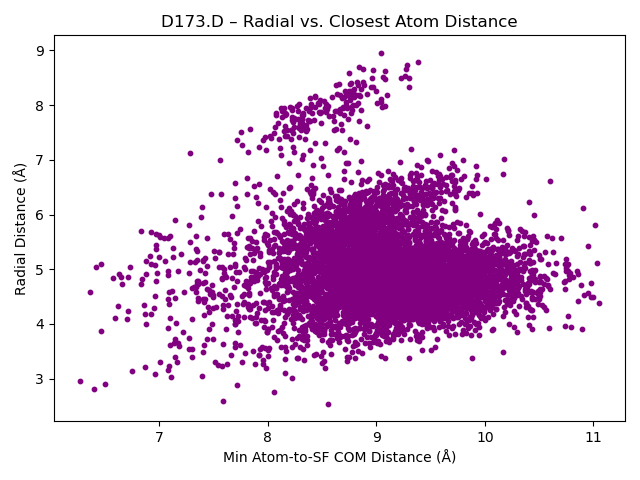 D173.D – Radial vs. Closest Atom Distance
Radial Distance (Å)
9
8
7
6
5
4
3
7 8 9 10 11
Min Atom-to-SF COM Distance (Å)